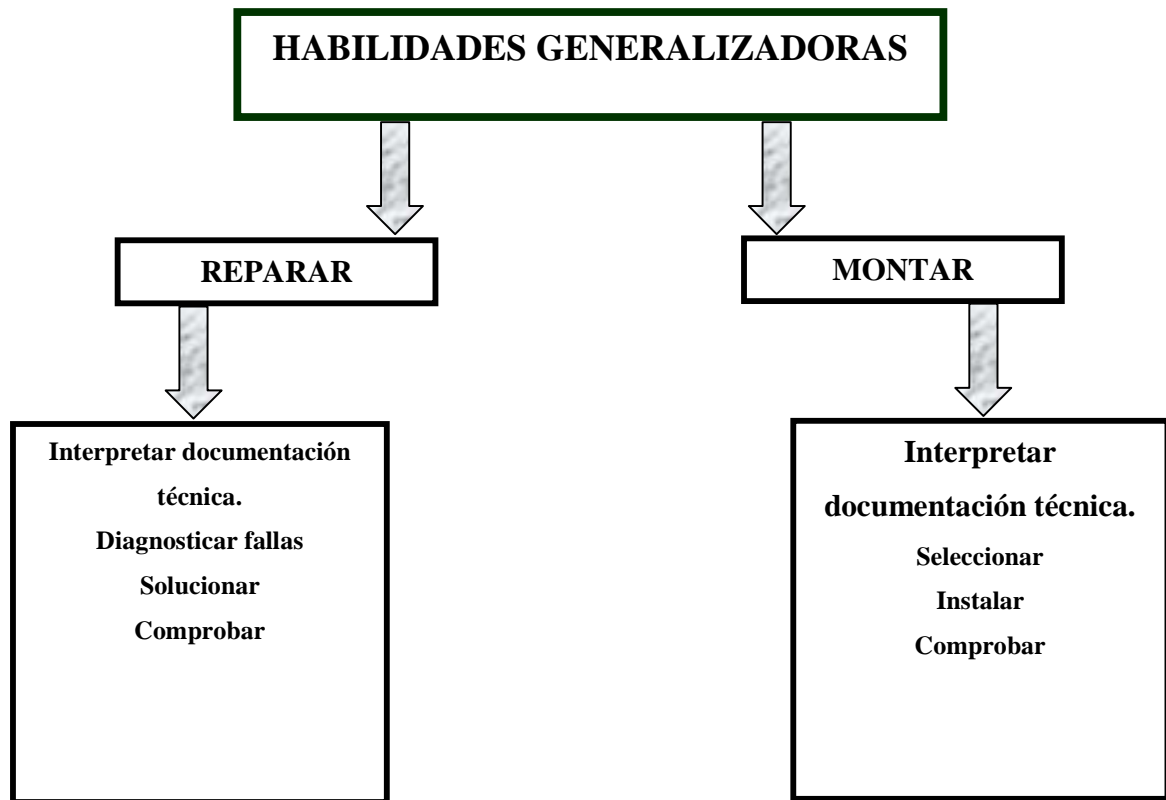 HABILIDADES GENERALIZADORAS
REPARAR
MONTAR
Interpretar documentación
técnica.
Diagnosticar fallas
Solucionar
Comprobar
Interpretar
documentación técnica.
Seleccionar
Instalar
Comprobar